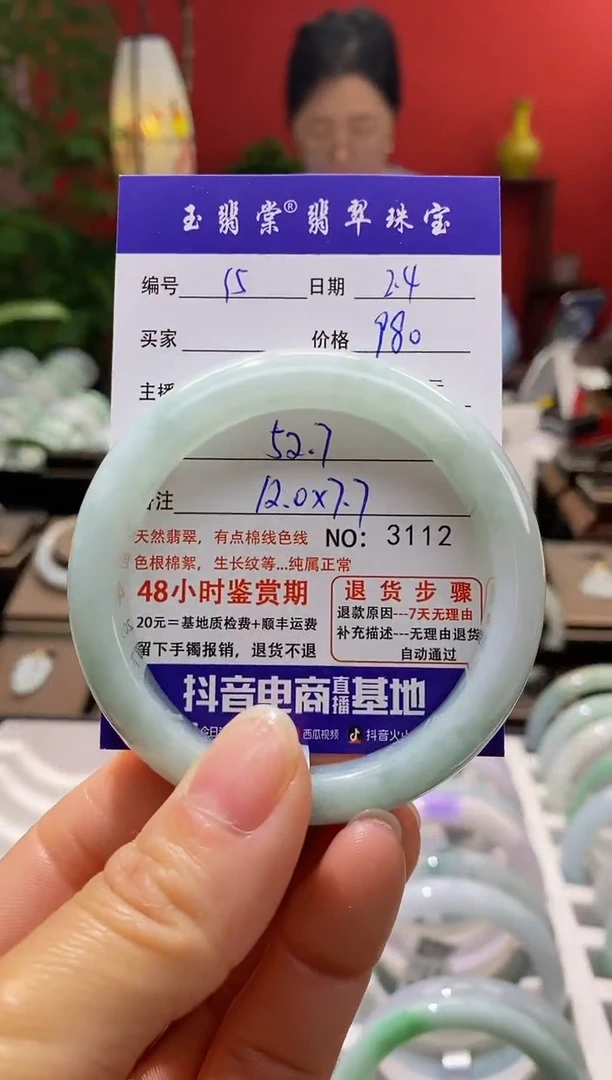 玉翡棠®翡翠珠宝
编号 15 日期 2.4
买家 价格 980
主播
52.7
注 12.0x7.7
天然翡翠，有点棉线色线 NO: 3112
色根棉絮，生长纹等...纯属正常
48小时鉴赏期
20元=基地质检费+顺丰运费
留下手镯报销，退货不退
退货步骤
退款原因---7天无理由
补充描述---无理由退货
自动通过
抖音电商直播基地
西瓜视频 抖音火山